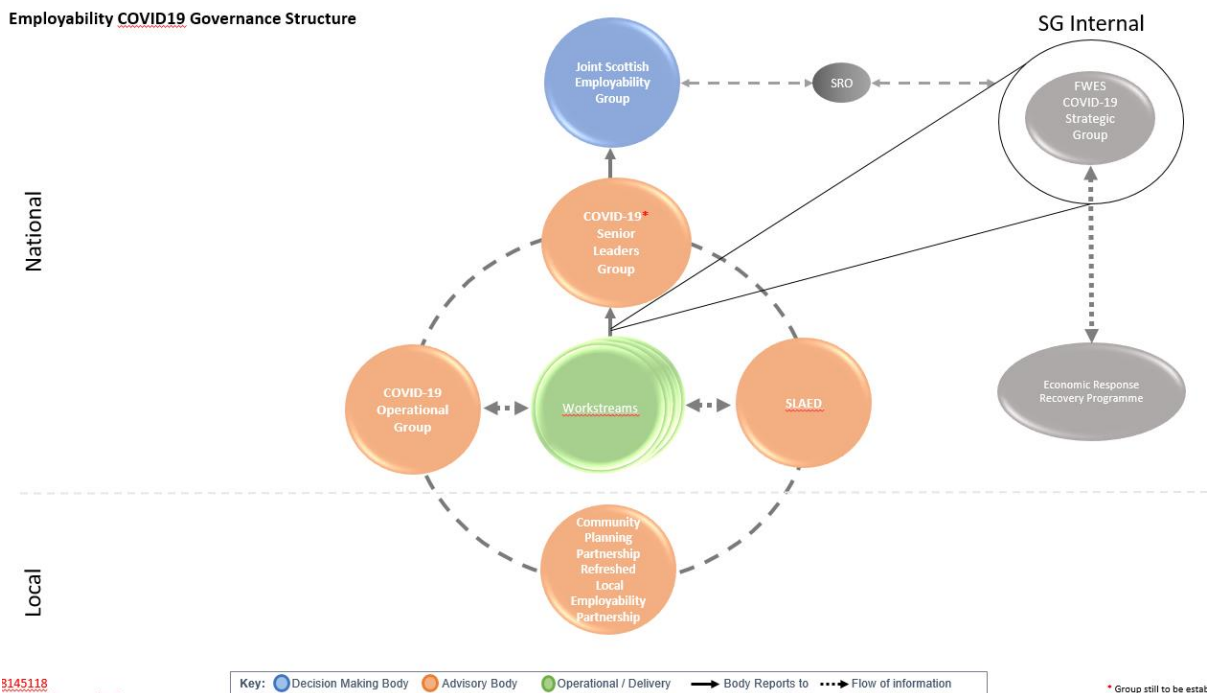 Employability COVID19 Governance Structure
SG Internal
Joint Scottish
Employability
Group
SRO
FWES
COVID-19
Strategic
Group
National
COVID-19*
Senior
Leaders
Group
COVID-19
Operational
Group
Workstreams
SLAED
Economic Response
Recovery Programme
Community
Planning
Partnership
Refreshed
Local
Employability
Partnership
Local
Key: Decision Making Body Advisory Body Operational / Delivery Body Reports to Flow of information
8145118
* Group still to be estab